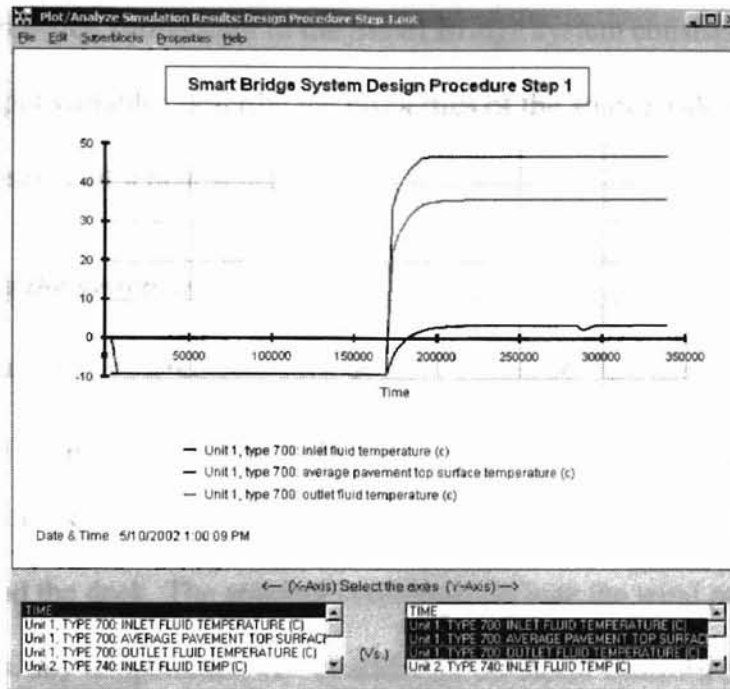 Plot/Analyze Simulation Results: Design Procedure Step 1.out
File Edit Superblocks Properties Help
Smart Bridge System Design Procedure Step 1
50
40
30
20
10
0
-10
50000 100000 150000 200000 250000 300000 350000
Time
Unit 1, type 700: inlet fluid temperature (c)
Unit 1, type 700: average pavement top surface temperature (c)
Unit 1, type 700: outlet fluid temperature (c)
Date & Time: 5/10/2002 1:00:09 PM
<--- (X-Axis) Select the axes (Y-Axis) --->
TIME
Unit 1, TYPE 700: INLET FLUID TEMPERATURE (C)
Unit 1, TYPE 700: AVERAGE PAVEMENT TOP SURFACE
Unit 1, TYPE 700: OUTLET FLUID TEMPERATURE (C)
Unit 2, TYPE 740: INLET FLUID TEMP (C)
(Vs.)
TIME
Unit 1, TYPE 700: INLET FLUID TEMPERATURE (C)
Unit 1, TYPE 700: AVERAGE PAVEMENT TOP SURFAC
Unit 1, TYPE 700: OUTLET FLUID TEMPERATURE (C)
Unit 2, TYPE 740: INLET FLUID TEMP (C)